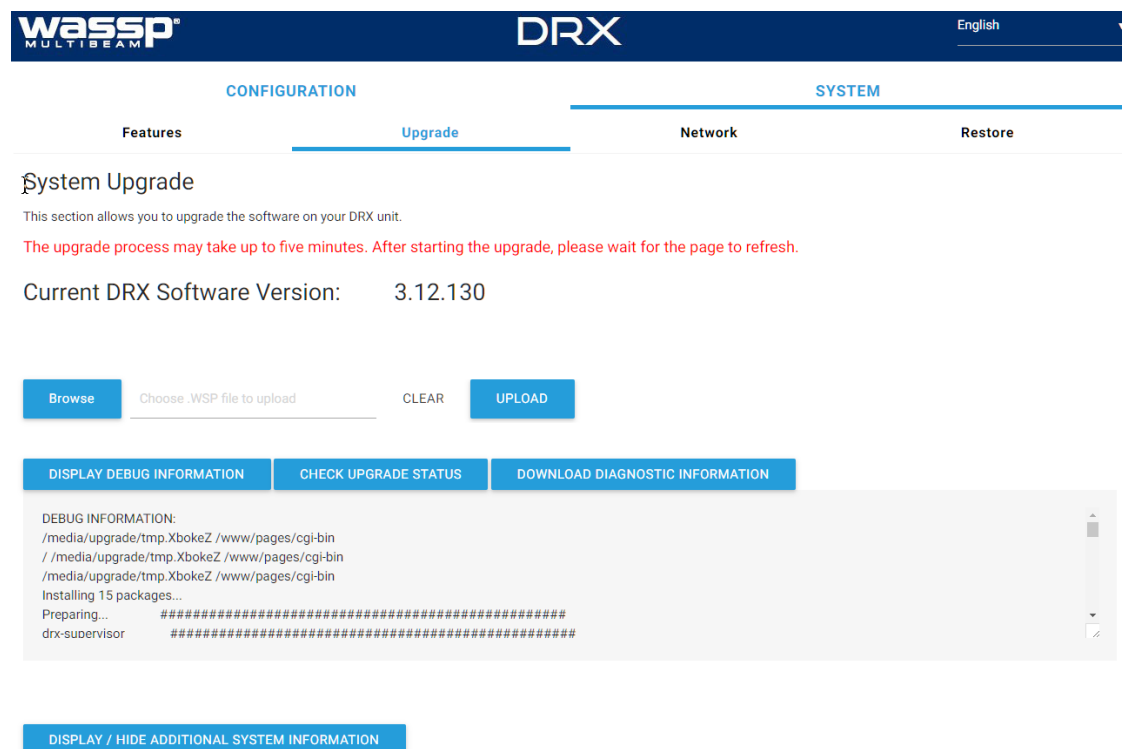 wassp®
MULTIBEAM
DRX
English
CONFIGURATION
SYSTEM
Features
Upgrade
Network
Restore
System Upgrade
This section allows you to upgrade the software on your DRX unit.
The upgrade process may take up to five minutes. After starting the upgrade, please wait for the page to refresh.
Current DRX Software Version: 3.12.130
Browse
Choose .WSP file to upload
CLEAR
UPLOAD
DISPLAY DEBUG INFORMATION
CHECK UPGRADE STATUS
DOWNLOAD DIAGNOSTIC INFORMATION
DEBUG INFORMATION:
/media/upgrade/tmp.XbokeZ /www/pages/cgi-bin
/ /media/upgrade/tmp.XbokeZ /www/pages/cgi-bin
/media/upgrade/tmp.XbokeZ /www/pages/cgi-bin
Installing 15 packages...
Preparing... ##################################################
drx-supervisor ##################################################
DISPLAY / HIDE ADDITIONAL SYSTEM INFORMATION